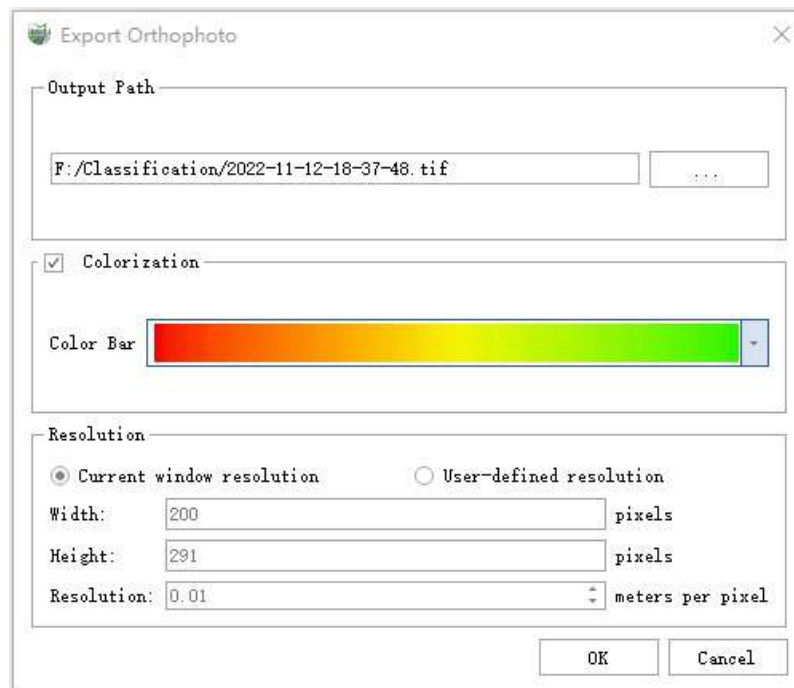 Export Orthophoto
Output Path
F:/Classification/2022-11-12-18-37-48.tif
...
Colorization
Color Bar
Resolution
Current window resolution User-defined resolution
Width: 200 pixels
Height: 291 pixels
Resolution: 0.01 meters per pixel
OK Cancel